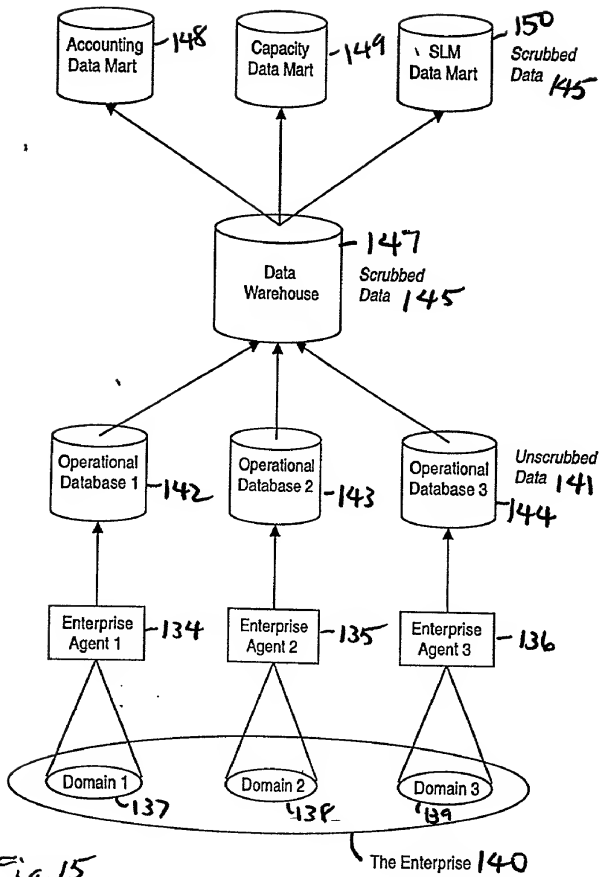 Accounting
Data Mart
148
Capacity
Data Mart
149
SLM
Data Mart
150
Scrubbed
Data 145
Data
Warehouse
147
Scrubbed
Data 145
Operational
Database 1
142
Operational
Database 2
143
Operational
Database 3
144
Unscrubbed
Data 141
Enterprise
Agent 1
134
Enterprise
Agent 2
135
Enterprise
Agent 3
136
Domain 1
137
Domain 2
138
Domain 3
139
The Enterprise 140
Fig 15